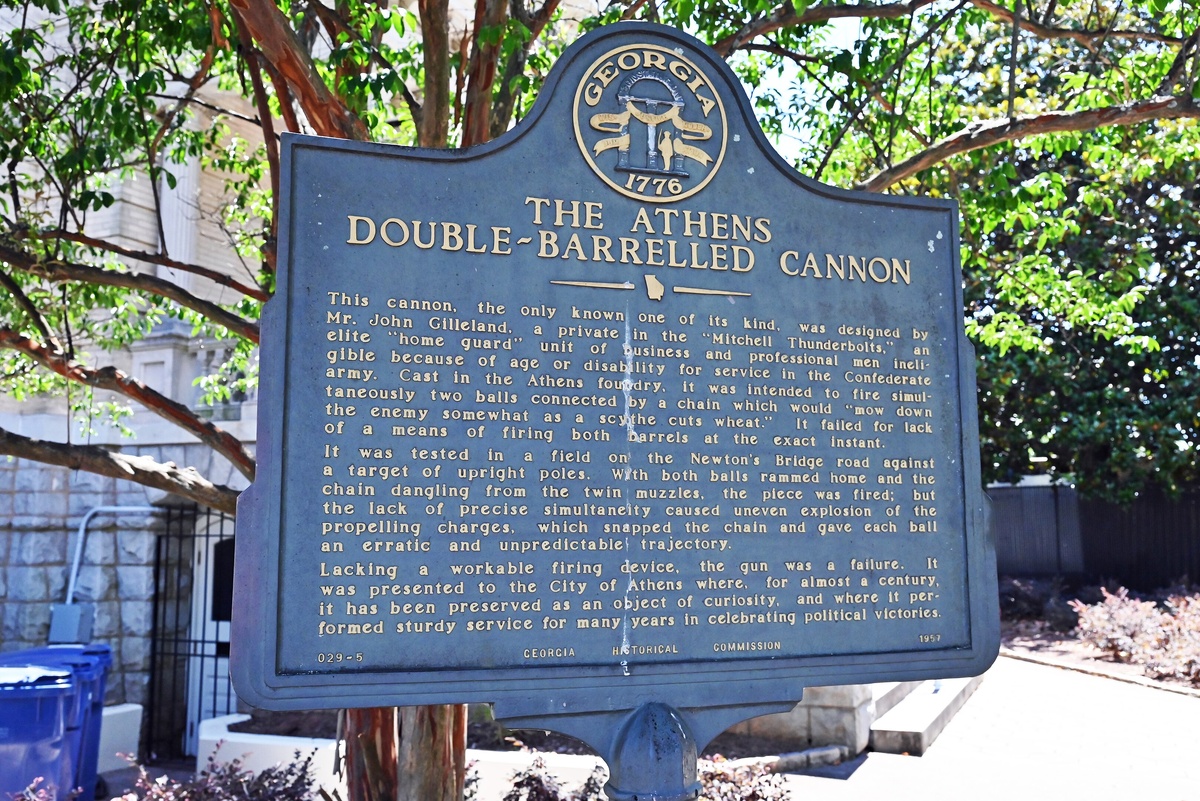 GEORGIA
1776
THE ATHENS
DOUBLE-BARRELLED CANNON
This cannon, the only known one of its kind, was designed by
Mr. John Gilleland, a private in the "Mitchell Thunderbolts," an
elite "home guard" unit of business and professional men ineli-
gible because of age or disability for service in the Confederate
army. Cast in the Athens foundry, it was intended to fire simul-
taneously two balls connected by a chain which would "mow down
the enemy somewhat as a scythe cuts wheat." It failed for lack
of a means of firing both barrels at the exact instant.
It was tested in a field on the Newton's Bridge road against
a target of upright poles. With both balls rammed home and the
chain dangling from the twin muzzles, the piece was fired; but
the lack of precise simultaneity caused uneven explosion of the
propelling charges, which snapped the chain and gave each ball
an erratic and unpredictable trajectory.
Lacking a workable firing device, the gun was a failure. It
was presented to the City of Athens where, for almost a century,
it has been preserved as an object of curiosity, and where it per-
formed sturdy service for many years in celebrating political victories.
029-5 GEORGIA HISTORICAL COMMISSION 1957